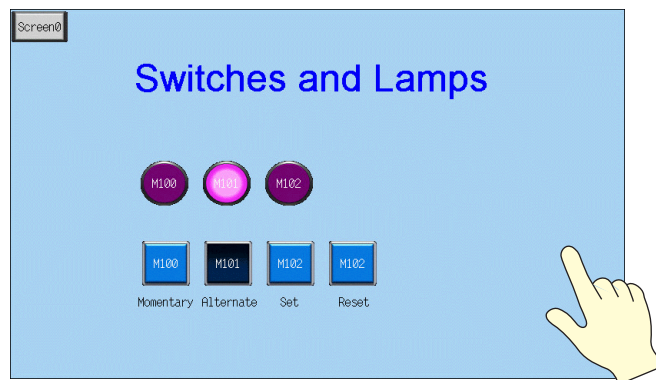 Screen0
Switches and Lamps
M100 M101 M102
M100 M101 M102 M102
Momentary Alternate Set Reset